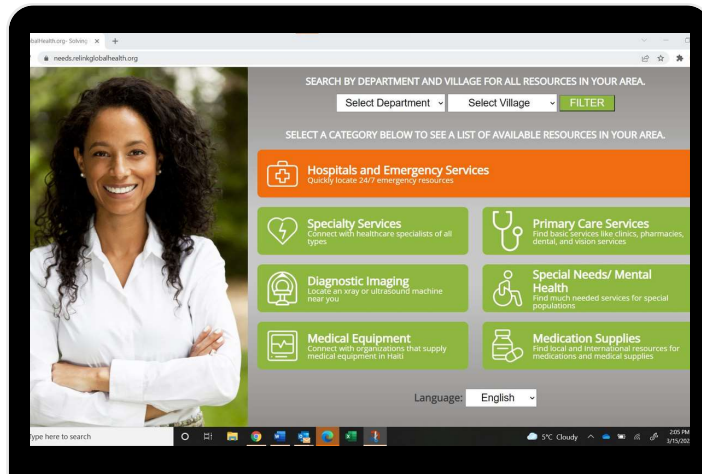 balHealth.org - Solving
needs.relinkglobalhealth.org
SEARCH BY DEPARTMENT AND VILLAGE FOR ALL RESOURCES IN YOUR AREA.
Select Department Select Village FILTER
SELECT A CATEGORY BELOW TO SEE A LIST OF AVAILABLE RESOURCES IN YOUR AREA.
Hospitals and Emergency Services
Quickly locate 24/7 emergency resources
Specialty Services
Connect with healthcare specialists of all
types
Primary Care Services
Find basic services like clinics, pharmacies,
dental, and vision services
Diagnostic Imaging
Locate an xray or ultrasound machine
near you
Special Needs/ Mental
Health
Find much needed services for special
populations
Medical Equipment
Connect with organizations that supply
medical equipment in Haiti
Medication Supplies
Find local and International resources for
medications and medical supplies
Language: English
Type here to search
5°C Cloudy
2:05 PM
3/15/202